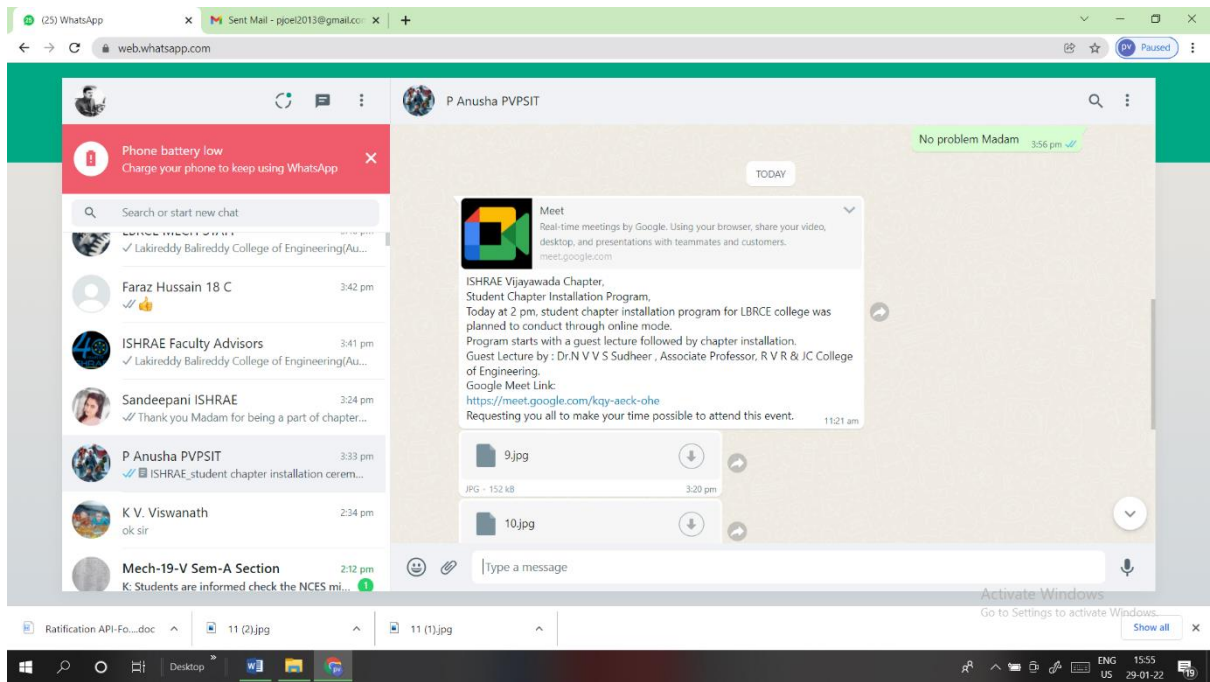 (25) WhatsApp
Sent Mail - pjoel2013@gmail.co
web.whatsapp.com
Paused
PV
P Anusha PVPSIT
Phone battery low
Charge your phone to keep using WhatsApp
Search or start new chat
✓ Lakireddy Balireddy College of Engineering(Au...
Faraz Hussain 18 C 3:42 pm
👍
ISHRAE Faculty Advisors 3:41 pm
✓ Lakireddy Balireddy College of Engineering(Au...
Sandeepani ISHRAE 3:24 pm
Thank you Madam for being a part of chapter...
P Anusha PVPSIT 3:33 pm
ISHRAE_student chapter installation cerem...
K V. Viswanath 2:34 pm
ok sir
Mech-19-V Sem-A Section 2:12 pm
K: Students are informed check the NCES mi... 1
No problem Madam 3:56 pm
TODAY
Meet
Real-time meetings by Google. Using your browser, share your video,
desktop, and presentations with teammates and customers.
meet.google.com
ISHRAE Vijayawada Chapter,
Student Chapter Installation Program,
Today at 2 pm, student chapter installation program for LBRCE college was
planned to conduct through online mode.
Program starts with a guest lecture followed by chapter installation.
Guest Lecture by : Dr.N V V S Sudheer , Associate Professor, R V R & JC College
of Engineering.
Google Meet Link:
https://meet.google.com/kqy-aeck-ohe
Requesting you all to make your time possible to attend this event. 11:21 am
9.jpg
JPG - 152 kB 3:20 pm
10.jpg
Type a message
Activate Windows
Go to Settings to activate Windows.
Ratification API-Fo....doc
11 (2).jpg
11 (1).jpg
Show all
Desktop
ENG
US
15:55
29-01-22
19